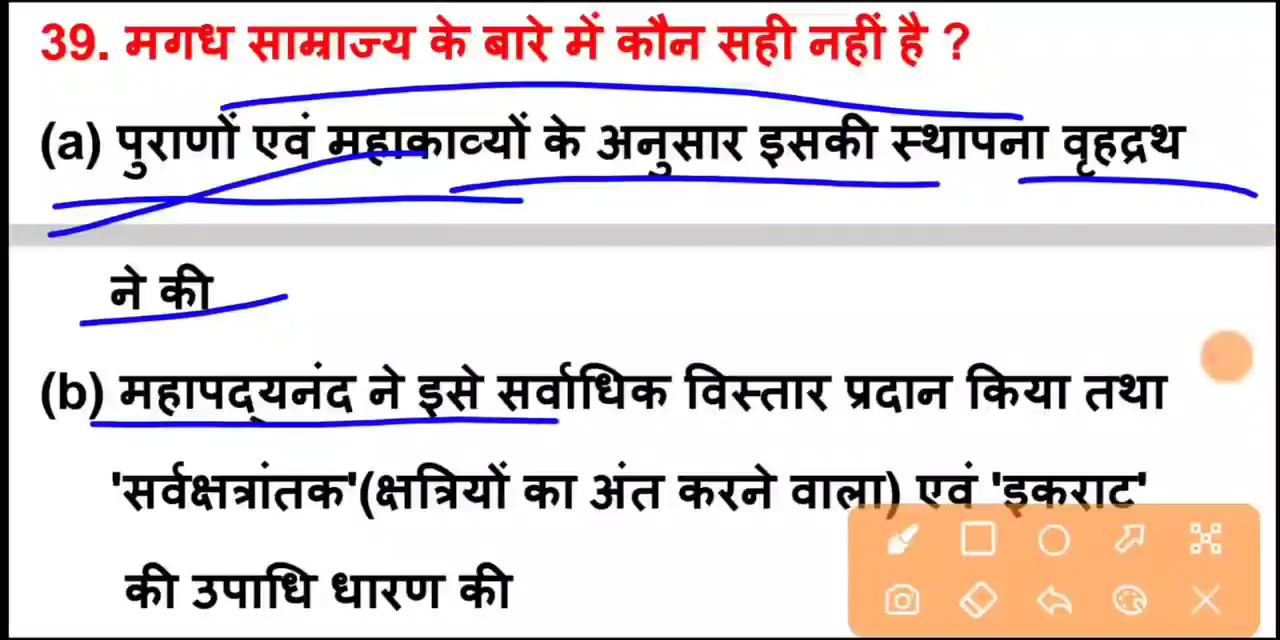 39. मगध साम्राज्य के बारे में कौन सही नहीं है ?
(a) पुराणों एवं महाकाव्यों के अनुसार इसकी स्थापना वृहद्रथ
ने की
(b) महापद्यनंद ने इसे सर्वाधिक विस्तार प्रदान किया तथा
'सर्वक्षत्रांतक'(क्षत्रियों का अंत करने वाला) एवं 'इकराट'
की उपाधि धारण की